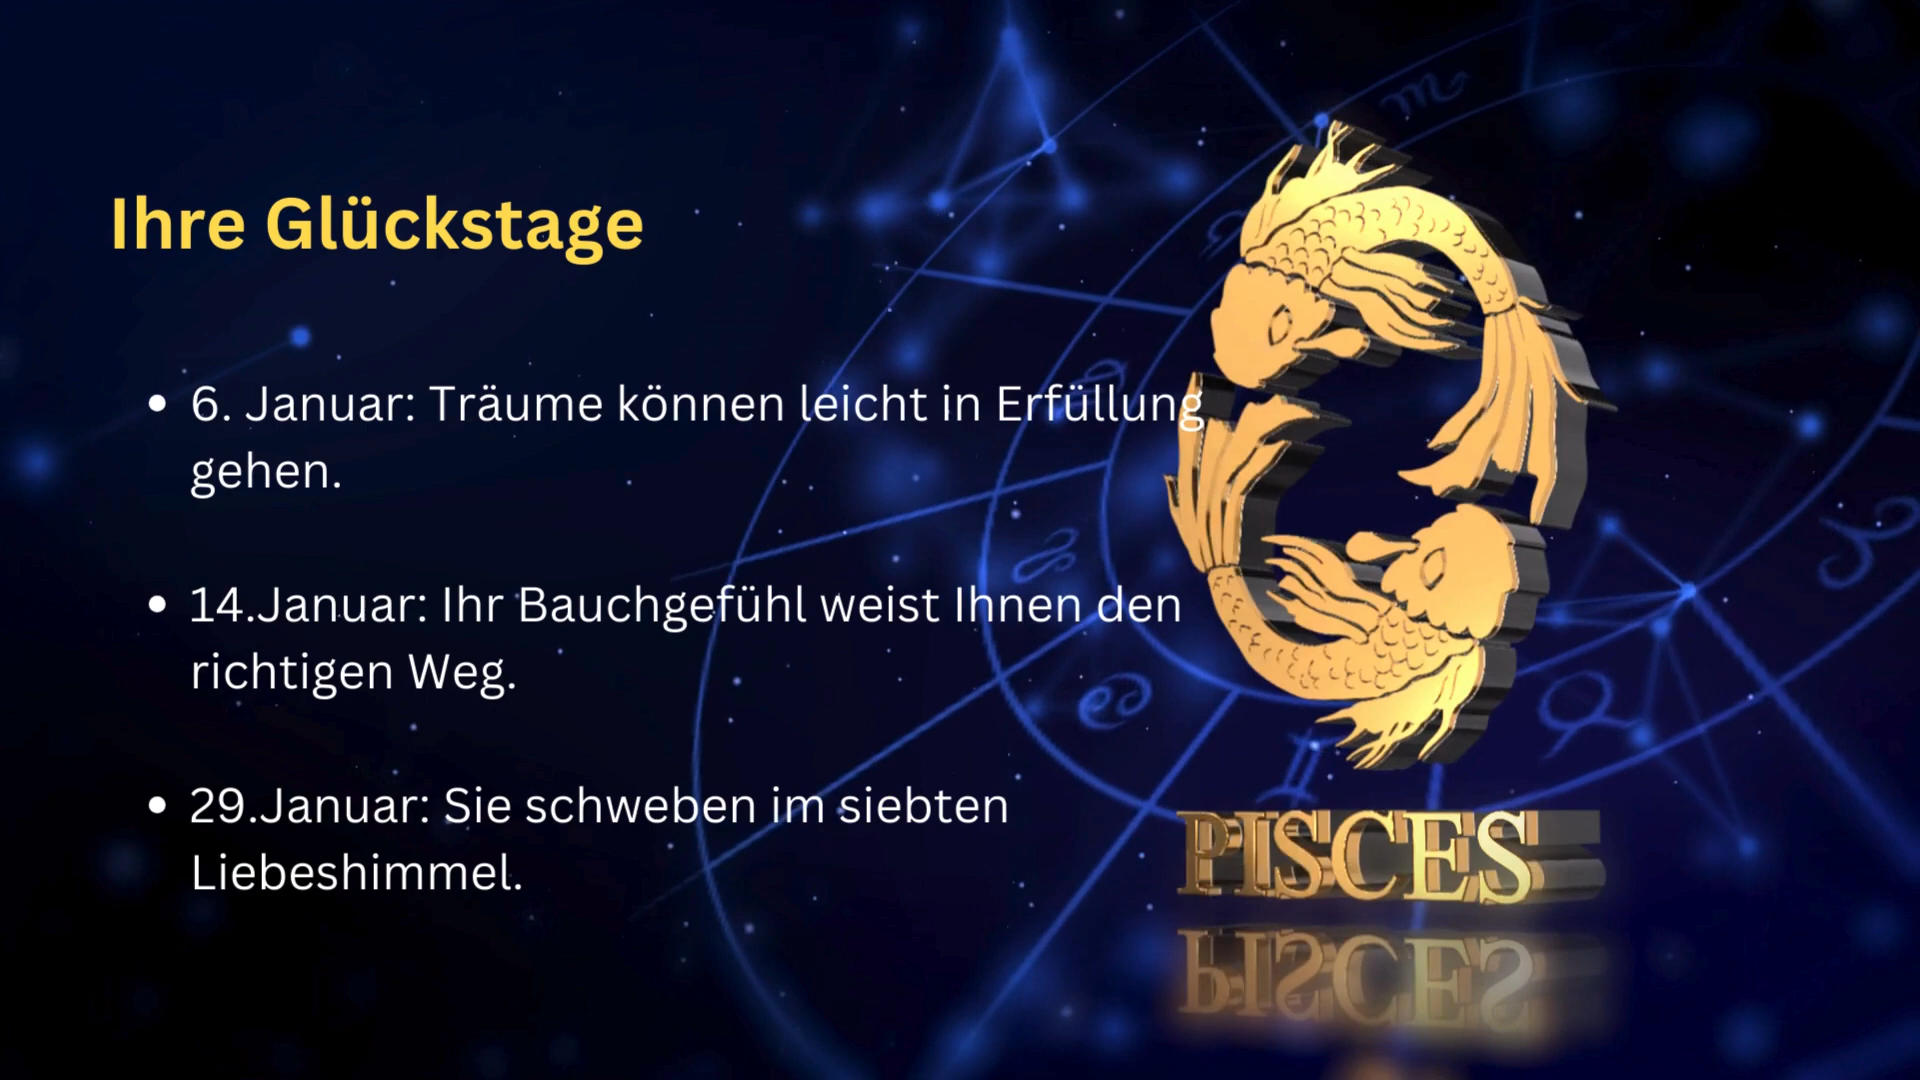 Ihre Glückstage
• 6. Januar: Träume können leicht in Erfüllung
gehen.
• 14.Januar: Ihr Bauchgefühl weist Ihnen den
richtigen Weg.
• 29.Januar: Sie schweben im siebten
Liebeshimmel.
PISCES